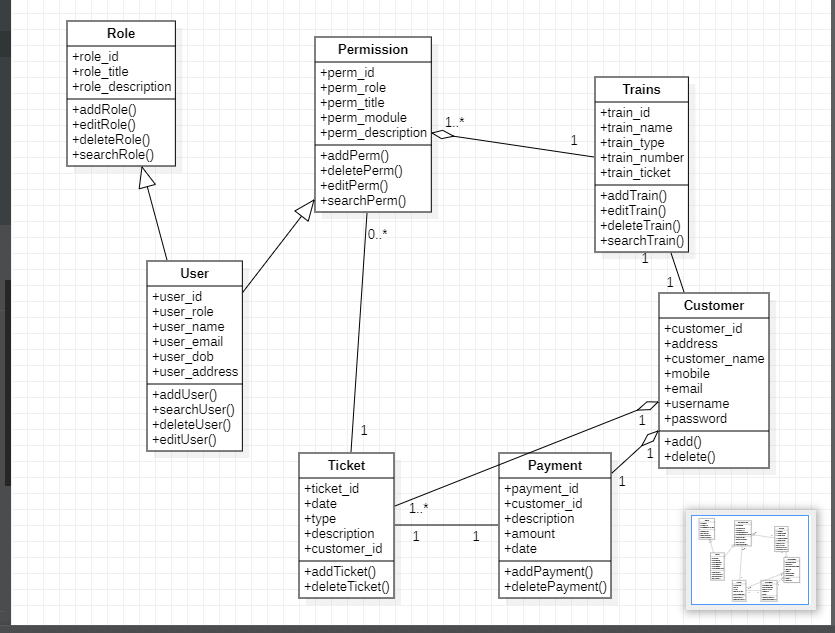 Role
+role_id
+role_title
+role_description
+addRole()
+editRole()
+deleteRole()
+searchRole()
Permission
+perm_id
+perm_role
+perm_title
+perm_module
+perm_description
+addPerm()
+deletePerm()
+editPerm()
+searchPerm()
1..*
1
Trains
+train_id
+train_name
+train_type
+train_number
+train_ticket
+addTrain()
+editTrain()
+deleteTrain()
+searchTrain()
0..*
1
1
User
+user_id
+user_role
+user_name
+user_email
+user_dob
+user_address
+addUser()
+searchUser()
+deleteUser()
+editUser()
Customer
+customer_id
+address
+customer_name
+mobile
+email
+username
+password
+add()
+delete()
1
1
1
1
Ticket
+ticket_id
+date
+type
+description
+customer_id
+addTicket()
+deleteTicket()
1..*
1
1
Payment
+payment_id
+customer_id
+description
+amount
+date
+addPayment()
+deletePayment()